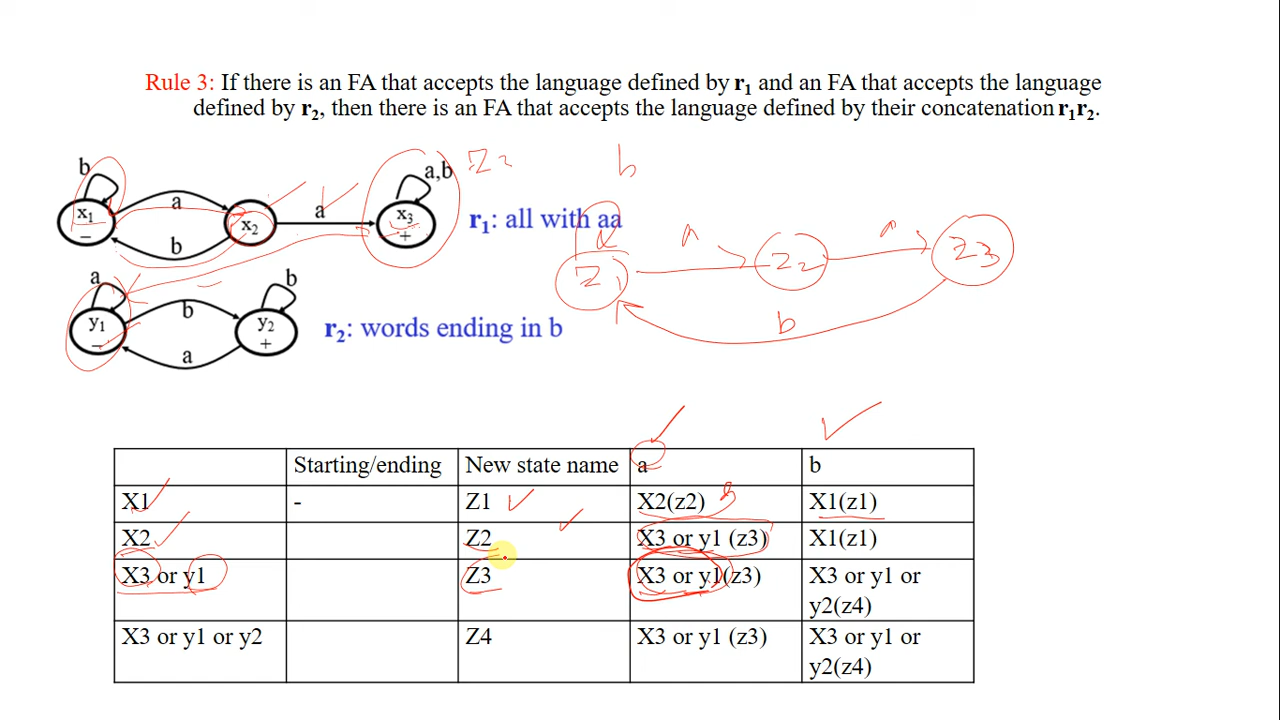 Rule 3: If there is an FA that accepts the language defined by r1 and an FA that accepts the language
defined by r2, then there is an FA that accepts the language defined by their concatenation r1r2.
b
a
b
a
a,b
x1
−
x2
x3
+
r1: all with aa
a
b
b
a
y1
−
y2
+
r2: words ending in b
b
a
a
Z1
Z2
Z3
b
Starting/ending New state name a b
X1 - Z1 X2(z2) X1(z1)
X2 Z2 X3 or y1 (z3) X1(z1)
X3 or y1 Z3 X3 or y1(z3) X3 or y1 or
y2(z4)
X3 or y1 or y2 Z4 X3 or y1 (z3) X3 or y1 or
y2(z4)